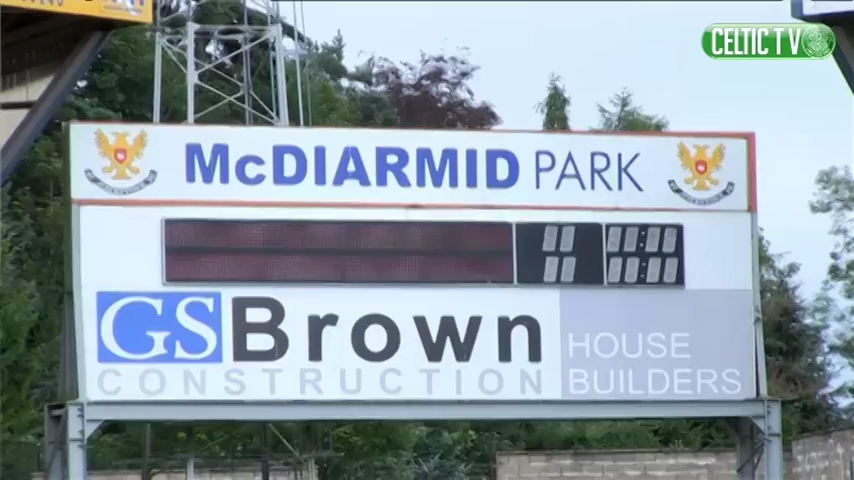 CELTIC TV
McDIARMID PARK
GS Brown
CONSTRUCTION
HOUSE
BUILDERS